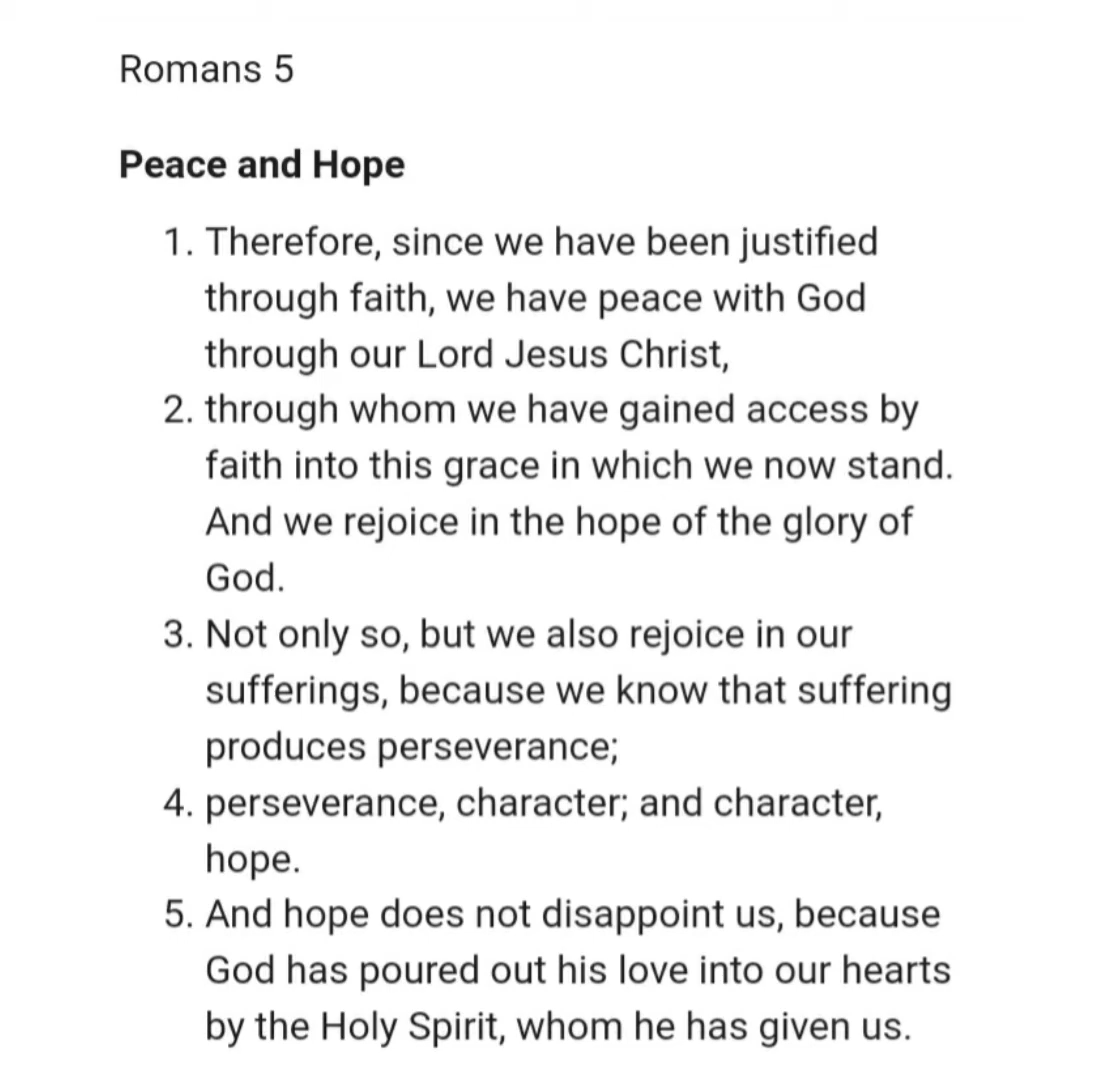 Romans 5
Peace and Hope
1. Therefore, since we have been justified
through faith, we have peace with God
through our Lord Jesus Christ,
2. through whom we have gained access by
faith into this grace in which we now stand.
And we rejoice in the hope of the glory of
God.
3. Not only so, but we also rejoice in our
sufferings, because we know that suffering
produces perseverance;
4. perseverance, character; and character,
hope.
5. And hope does not disappoint us, because
God has poured out his love into our hearts
by the Holy Spirit, whom he has given us.